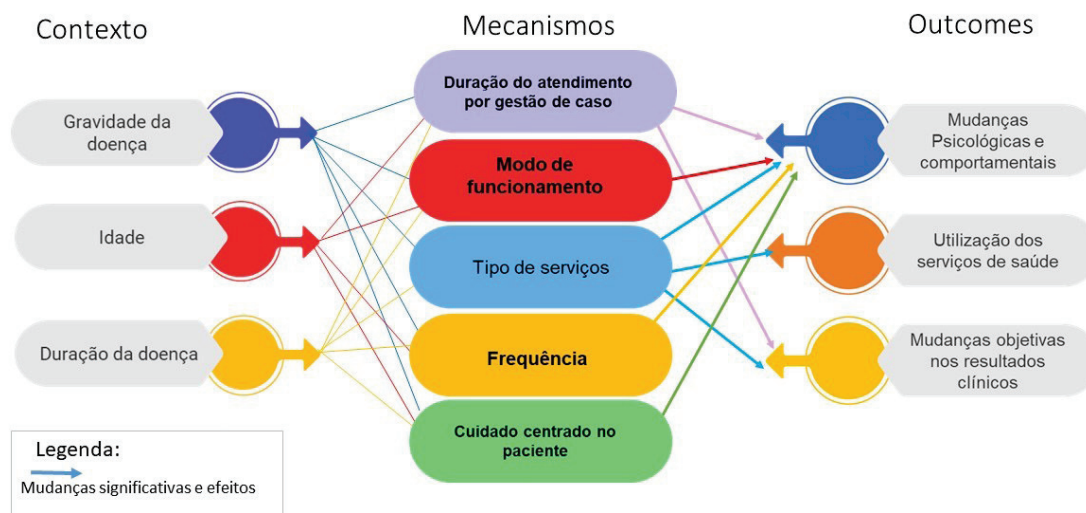 Contexto
Mecanismos
Outcomes
Gravidade da
doença
Idade
Duração da doença
Duração do atendimento
por gestão de caso
Modo de
funcionamento
Tipo de serviços
Frequência
Cuidado centrado no
paciente
Mudanças
Psicológicas e
comportamentais
Utilização dos
serviços de saúde
Mudanças objetivas
nos resultados
clínicos
Legenda:
Mudanças significativas e efeitos